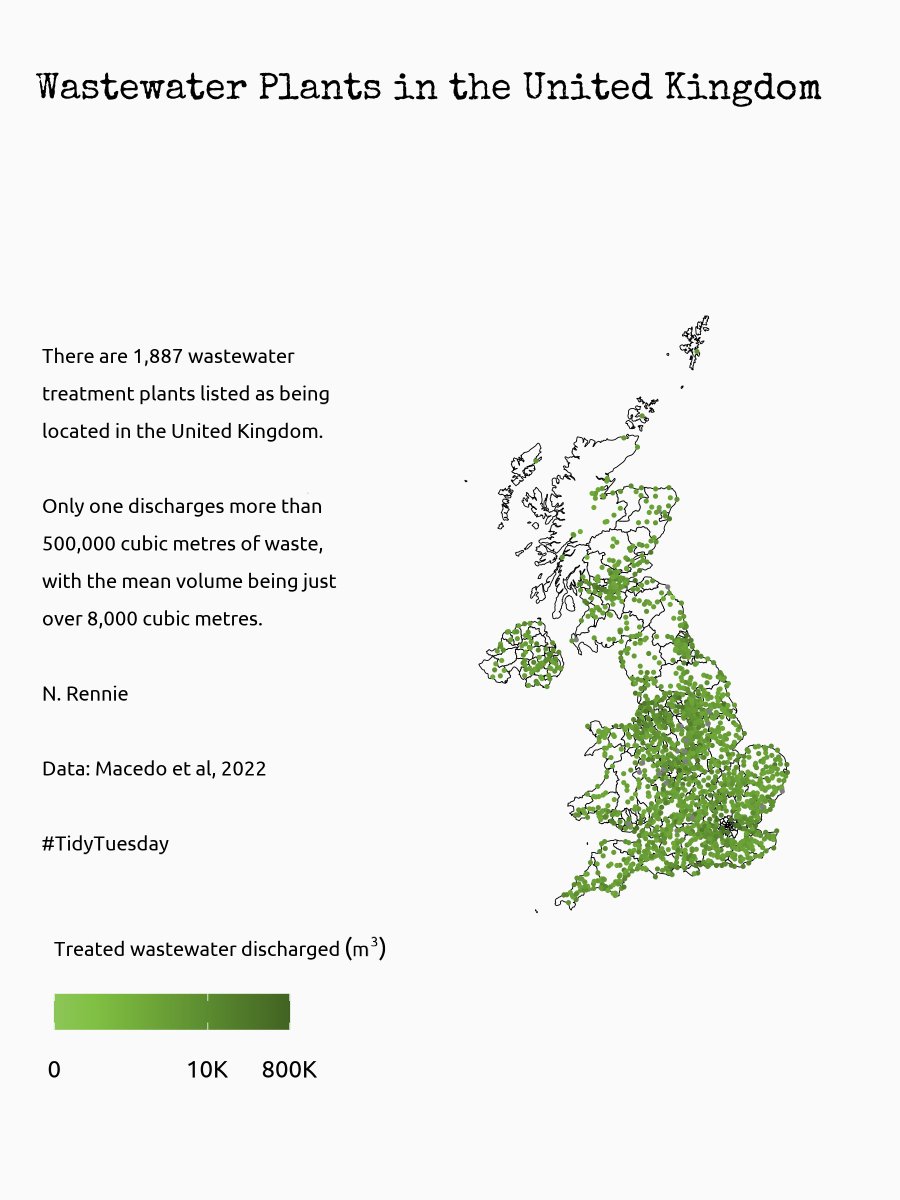 Wastewater Plants in the United Kingdom
There are 1,887 wastewater
treatment plants listed as being
located in the United Kingdom.
Only one discharges more than
500,000 cubic metres of waste,
with the mean volume being just
over 8,000 cubic metres.
N. Rennie
Data: Macedo et al, 2022
#TidyTuesday
Treated wastewater discharged (m³)
0 10K 800K